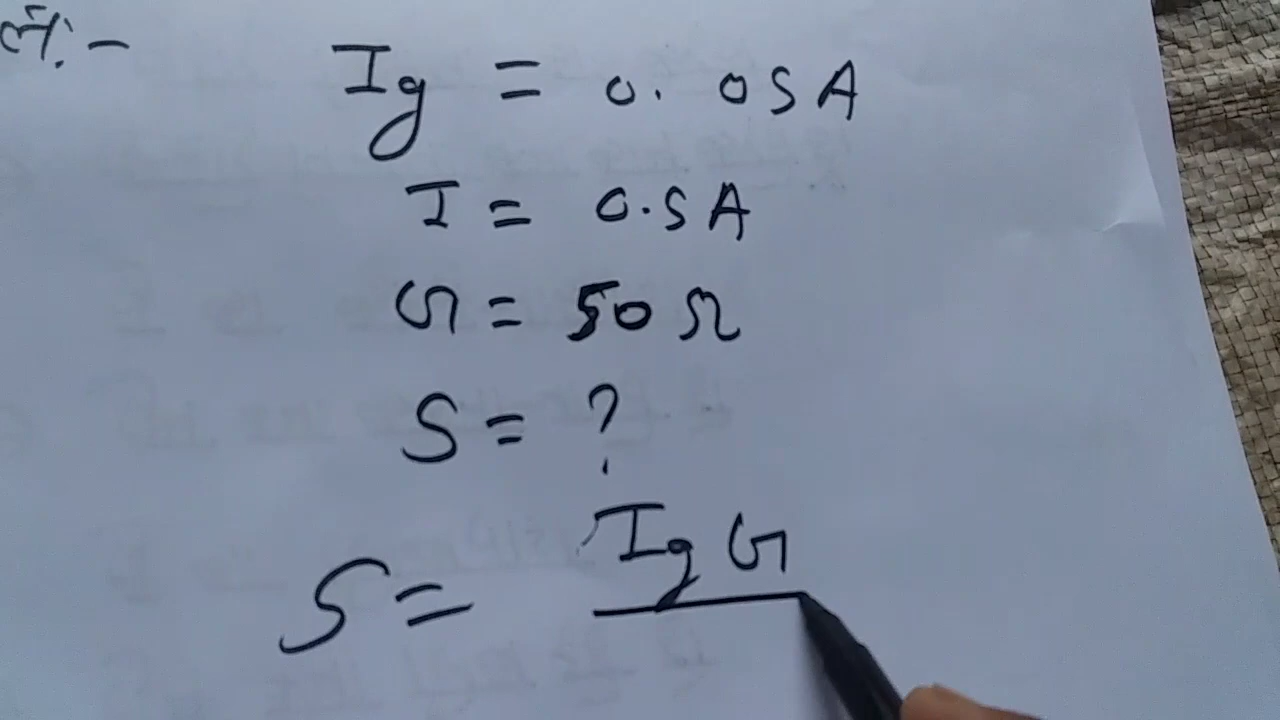 Ig = 0.05A
I = 0.5A
G = 50Ω
S = ?
S = IgG